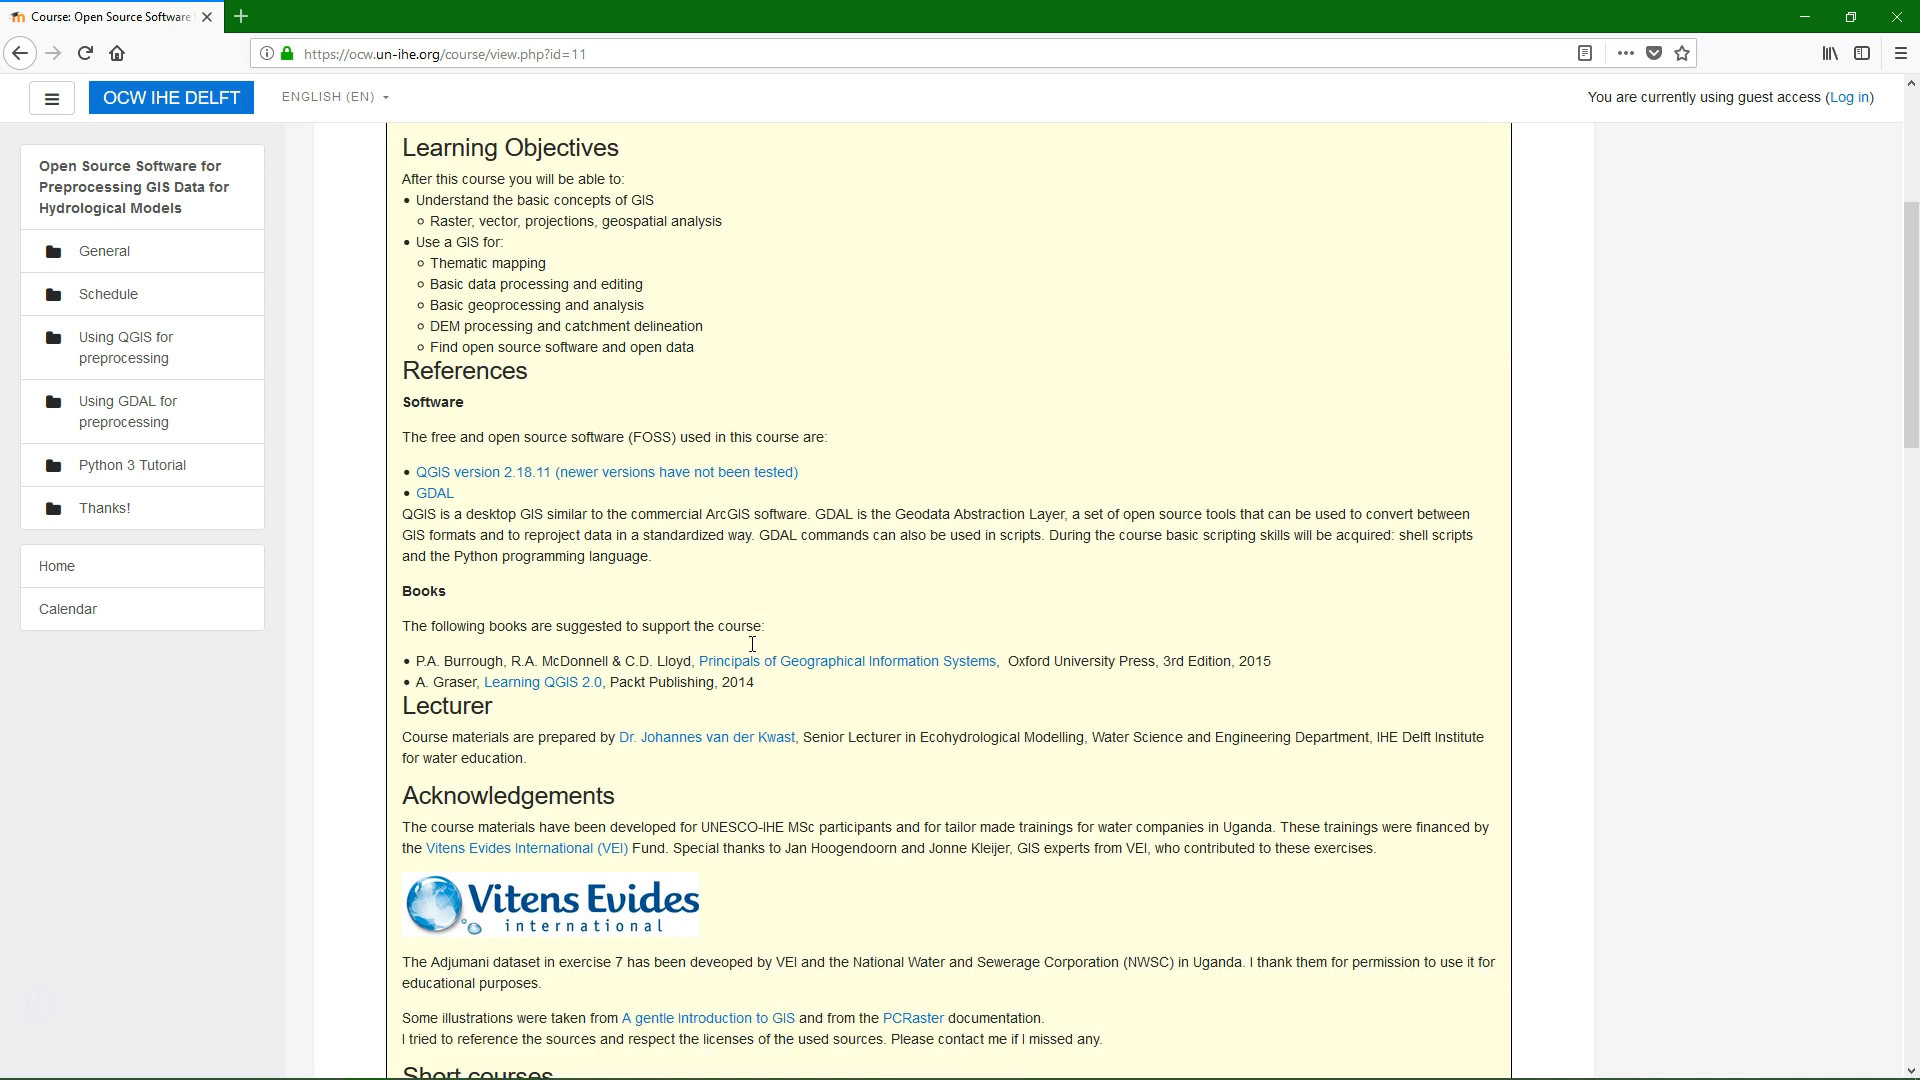 Course: Open Source Software
https://ocw.un-ihe.org/course/view.php?id=11
OCW IHE DELFT
ENGLISH (EN)
You are currently using guest access (Log in)
Open Source Software for
Preprocessing GIS Data for
Hydrological Models
General
Schedule
Using QGIS for
preprocessing
Using GDAL for
preprocessing
Python 3 Tutorial
Thanks!
Home
Calendar
Learning Objectives
After this course you will be able to:
• Understand the basic concepts of GIS
o Raster, vector, projections, geospatial analysis
• Use a GIS for:
o Thematic mapping
o Basic data processing and editing
o Basic geoprocessing and analysis
o DEM processing and catchment delineation
o Find open source software and open data
References
Software
The free and open source software (FOSS) used in this course are:
• QGIS version 2.18.11 (newer versions have not been tested)
• GDAL
QGIS is a desktop GIS similar to the commercial ArcGIS software. GDAL is the Geodata Abstraction Layer, a set of open source tools that can be used to convert between
GIS formats and to reproject data in a standardized way. GDAL commands can also be used in scripts. During the course basic scripting skills will be acquired: shell scripts
and the Python programming language.
Books
The following books are suggested to support the course:
• P.A. Burrough, R.A. McDonnell & C.D. Lloyd, Principals of Geographical Information Systems, Oxford University Press, 3rd Edition, 2015
• A. Graser, Learning QGIS 2.0, Packt Publishing, 2014
Lecturer
Course materials are prepared by Dr. Johannes van der Kwast, Senior Lecturer in Ecohydrological Modelling, Water Science and Engineering Department, IHE Delft Institute
for water education.
Acknowledgements
The course materials have been developed for UNESCO-IHE MSc participants and for tailor made trainings for water companies in Uganda. These trainings were financed by
the Vitens Evides International (VEI) Fund. Special thanks to Jan Hoogendoorn and Jonne Kleijer, GIS experts from VEI, who contributed to these exercises.
Vitens Evides
international
The Adjumani dataset in exercise 7 has been deveoped by VEI and the National Water and Sewerage Corporation (NWSC) in Uganda. I thank them for permission to use it for
educational purposes.
Some illustrations were taken from A gentle Introduction to GIS and from the PCRaster documentation.
I tried to reference the sources and respect the licenses of the used sources. Please contact me if I missed any.
Short courses